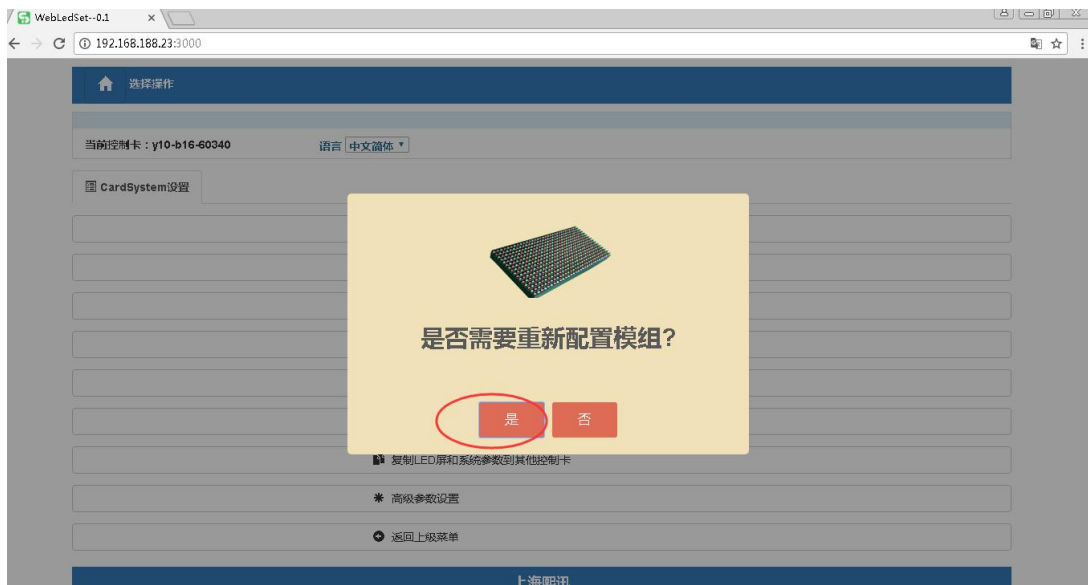 WebLedSet--0.1
192.168.188.23:3000
选择操作
当前控制卡：y10-b16-60340 语言 中文简体
CardSystem设置
是否需要重新配置模组?
是 否
复制LED屏和系统参数到其他控制卡
高级参数设置
返回上级菜单
上海熙讯